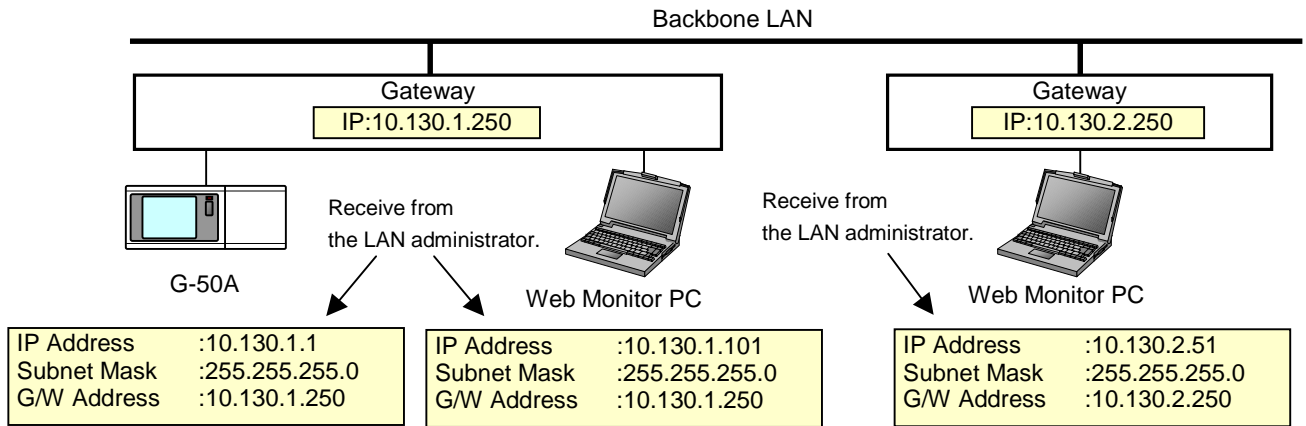 Backbone LAN
Gateway
IP:10.130.1.250
Gateway
IP:10.130.2.250
Receive from
the LAN administrator.
Receive from
the LAN administrator.
G-50A
Web Monitor PC
Web Monitor PC
IP Address :10.130.1.1
Subnet Mask :255.255.255.0
G/W Address :10.130.1.250
IP Address :10.130.1.101
Subnet Mask :255.255.255.0
G/W Address :10.130.1.250
IP Address :10.130.2.51
Subnet Mask :255.255.255.0
G/W Address :10.130.2.250